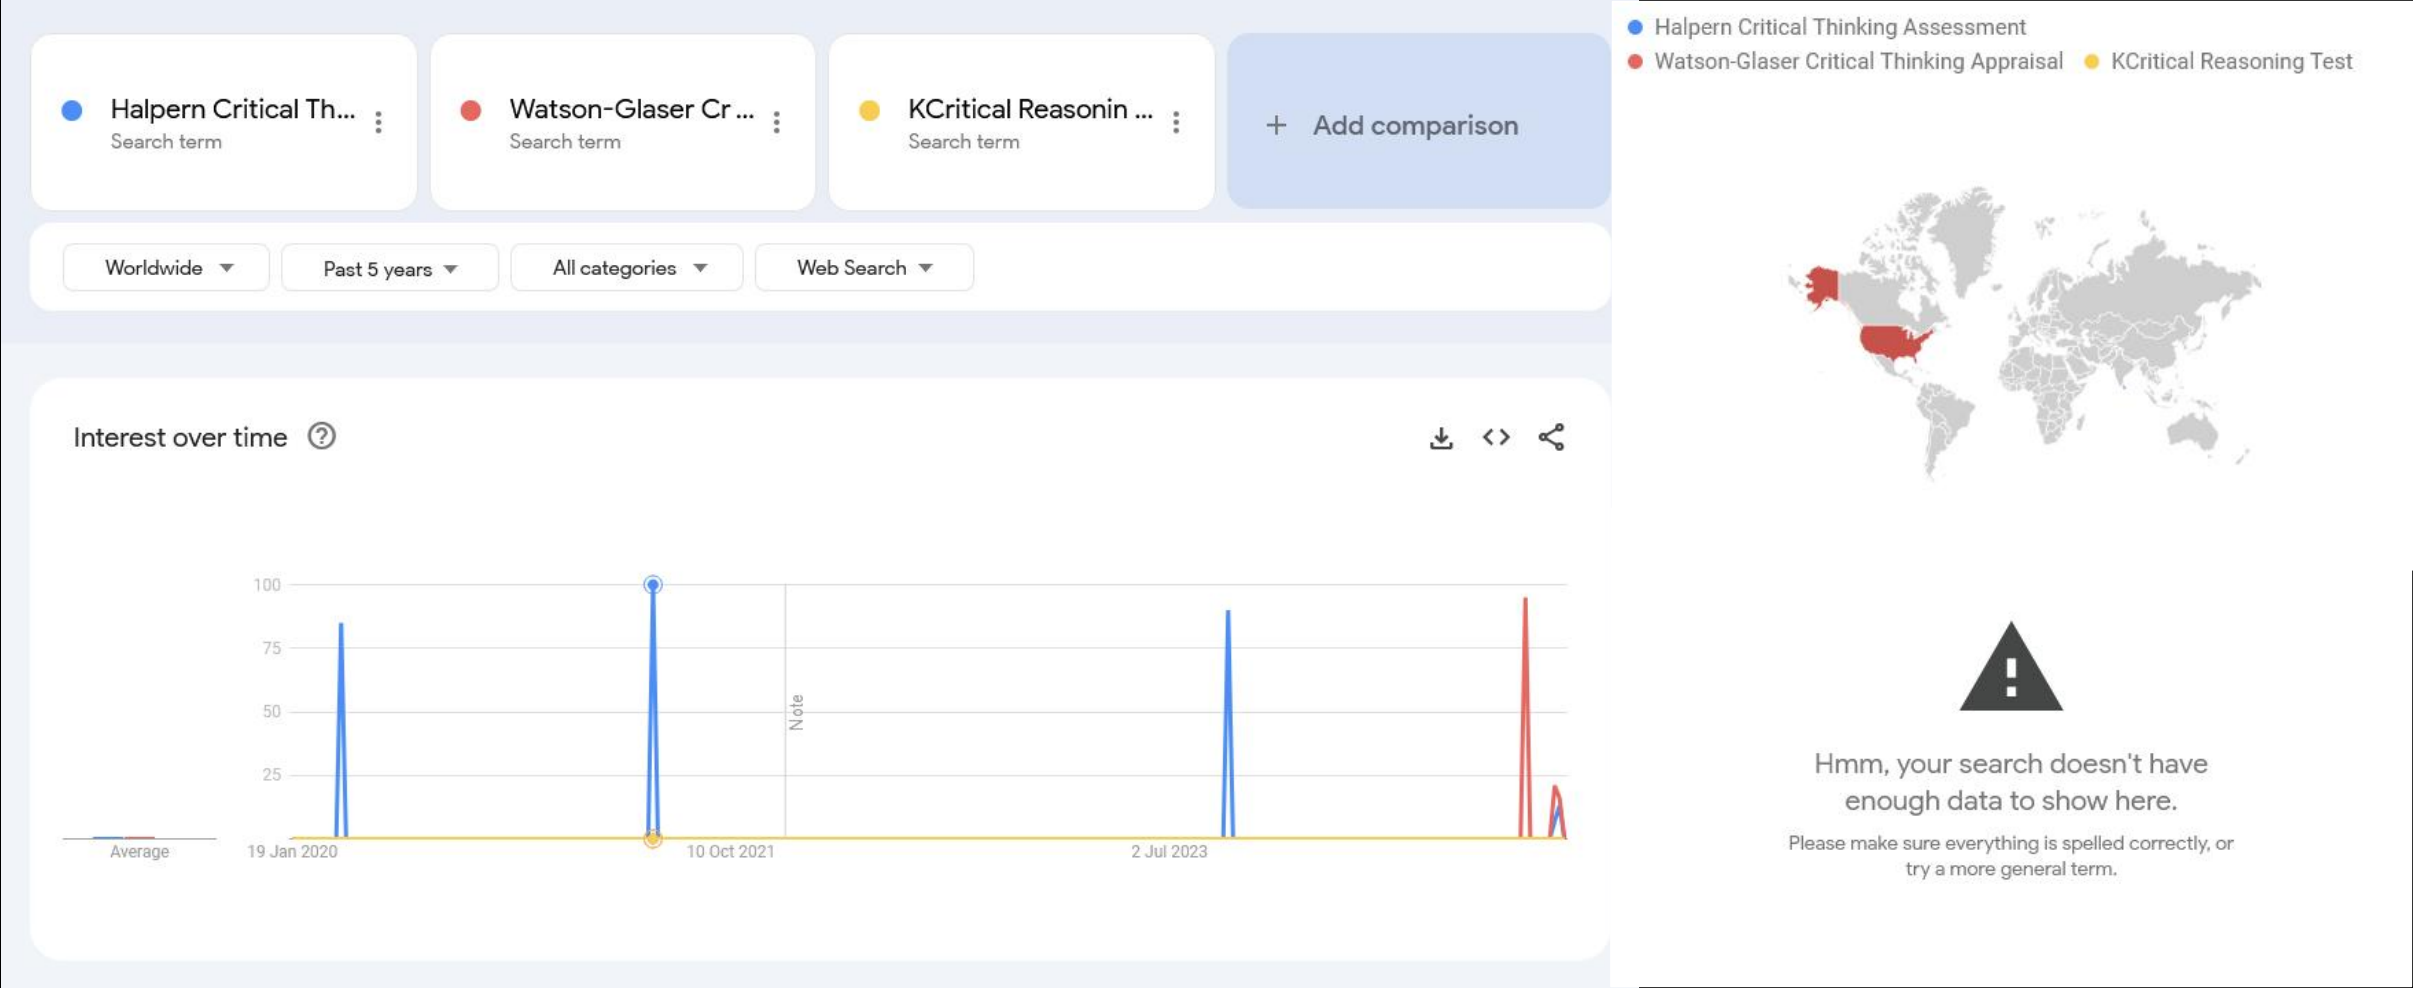 Halpern Critical Th...
Search term
Watson-Glaser Cr ...
Search term
KCritical Reasonin ...
Search term
+ Add comparison
Worldwide
Past 5 years
All categories
Web Search
Interest over time
?
100
75
50
25
Note
Average
19 Jan 2020
10 Oct 2021
2 Jul 2023
Halpern Critical Thinking Assessment
Watson-Glaser Critical Thinking Appraisal KCritical Reasoning Test
Hmm, your search doesn't have
enough data to show here.
Please make sure everything is spelled correctly, or
try a more general term.